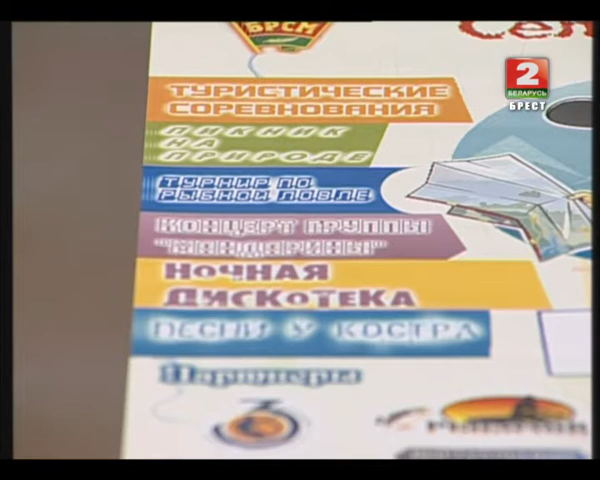 БРСМ
2
БЕЛАРУСЬ
БРЕСТ
ТУРИСТИЧЕСКИЕ
СОРЕВНОВАНИЯ
ПИКНИК
НА
ПРИРОДЕ
ТУРНИР ПО
РЫБНОЙ ЛОВЛЕ
КОНЦЕРТ ГРУППЫ
"МАНДАРИНЫ"
НОЧНАЯ
ДИСКОТЕКА
ПЕСНИ У КОСТРА
Партнеры